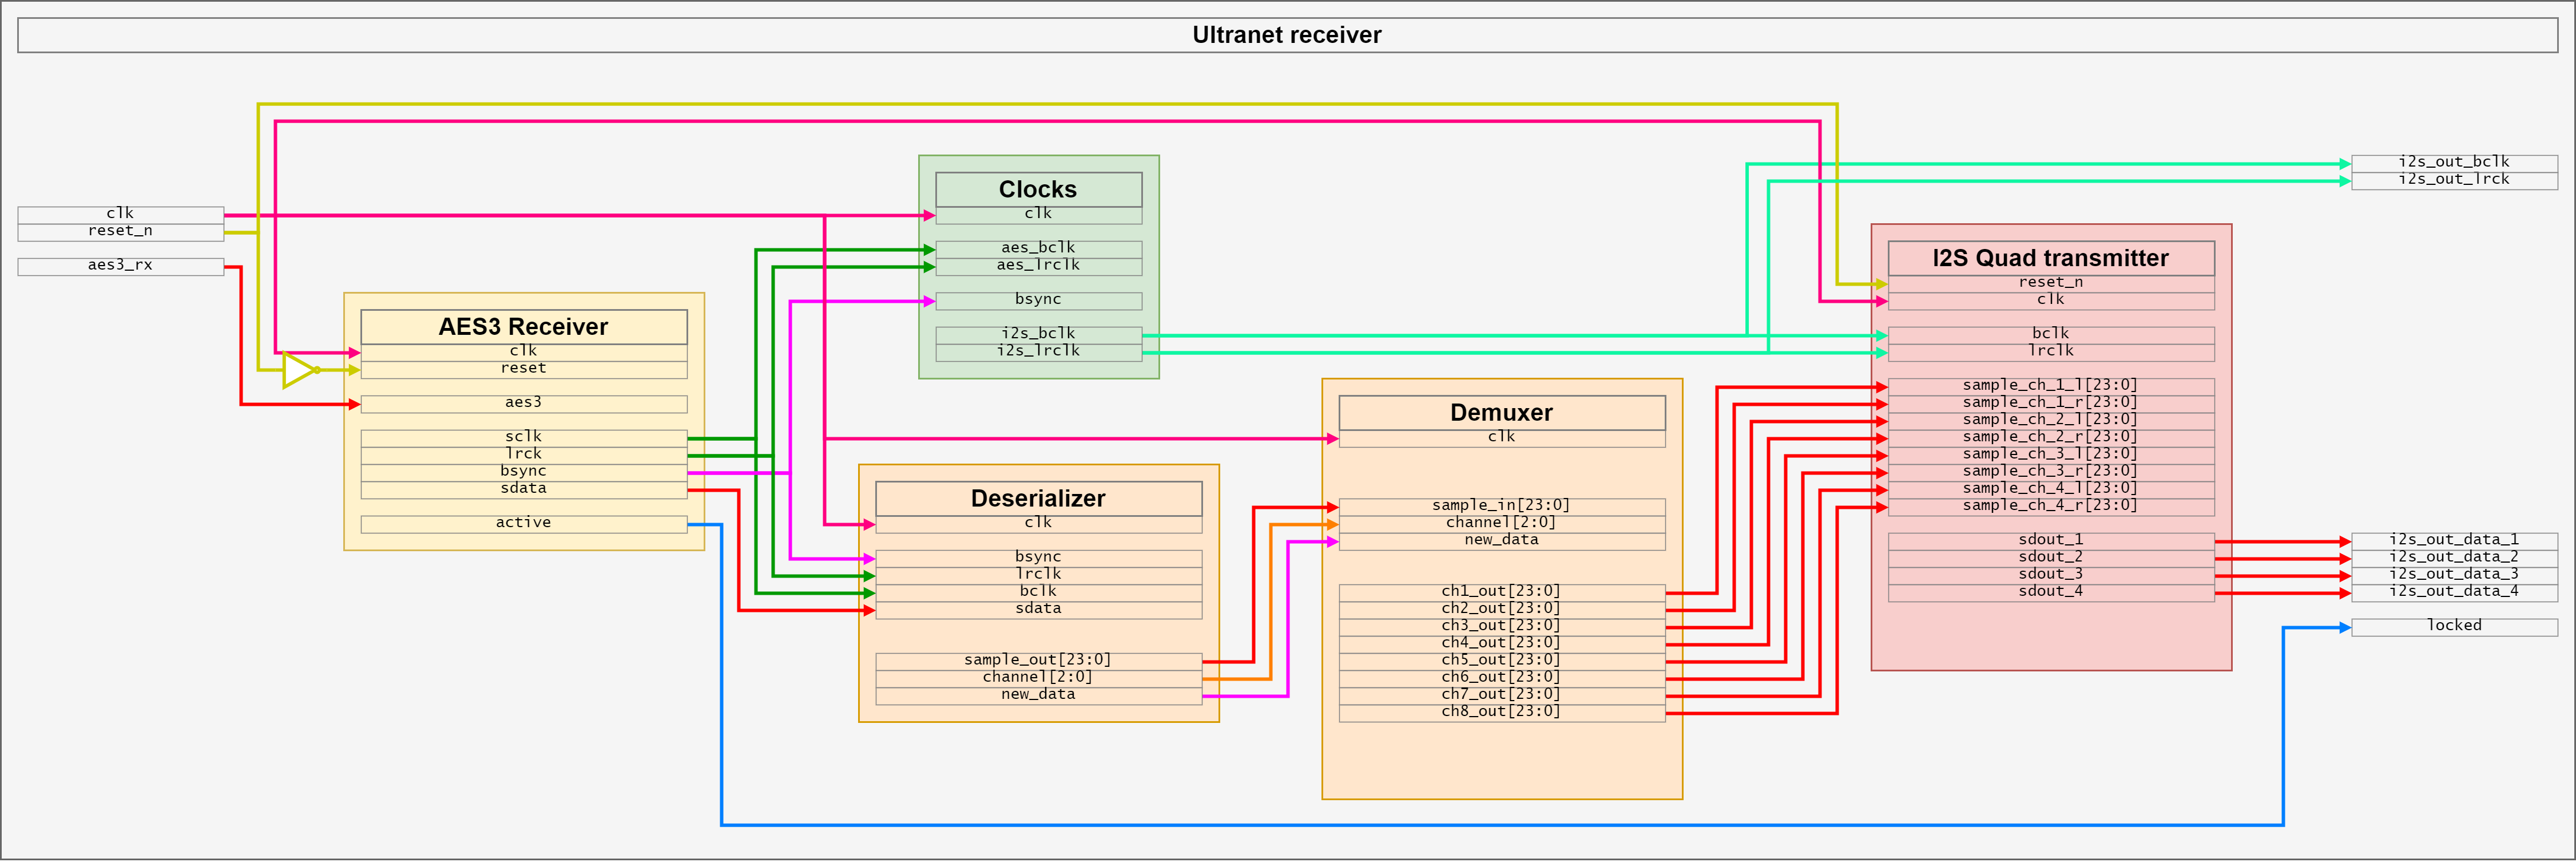 Ultranet receiver
clk
reset_n
aes3_rx
AES3 Receiver
clk
reset
aes3
sclk
lrck
bsync
sdata
active
Clocks
clk
aes_bclk
aes_lrclk
bsync
i2s_bclk
i2s_lrclk
Deserializer
clk
bsync
lrclk
bclk
sdata
sample_out[23:0]
channel[2:0]
new_data
Demuxer
clk
sample_in[23:0]
channel[2:0]
new_data
ch1_out[23:0]
ch2_out[23:0]
ch3_out[23:0]
ch4_out[23:0]
ch5_out[23:0]
ch6_out[23:0]
ch7_out[23:0]
ch8_out[23:0]
I2S Quad transmitter
reset_n
clk
bclk
lrclk
sample_ch_1_l[23:0]
sample_ch_1_r[23:0]
sample_ch_2_l[23:0]
sample_ch_2_r[23:0]
sample_ch_3_l[23:0]
sample_ch_3_r[23:0]
sample_ch_4_l[23:0]
sample_ch_4_r[23:0]
sdout_1
sdout_2
sdout_3
sdout_4
i2s_out_bclk
i2s_out_lrck
i2s_out_data_1
i2s_out_data_2
i2s_out_data_3
i2s_out_data_4
locked